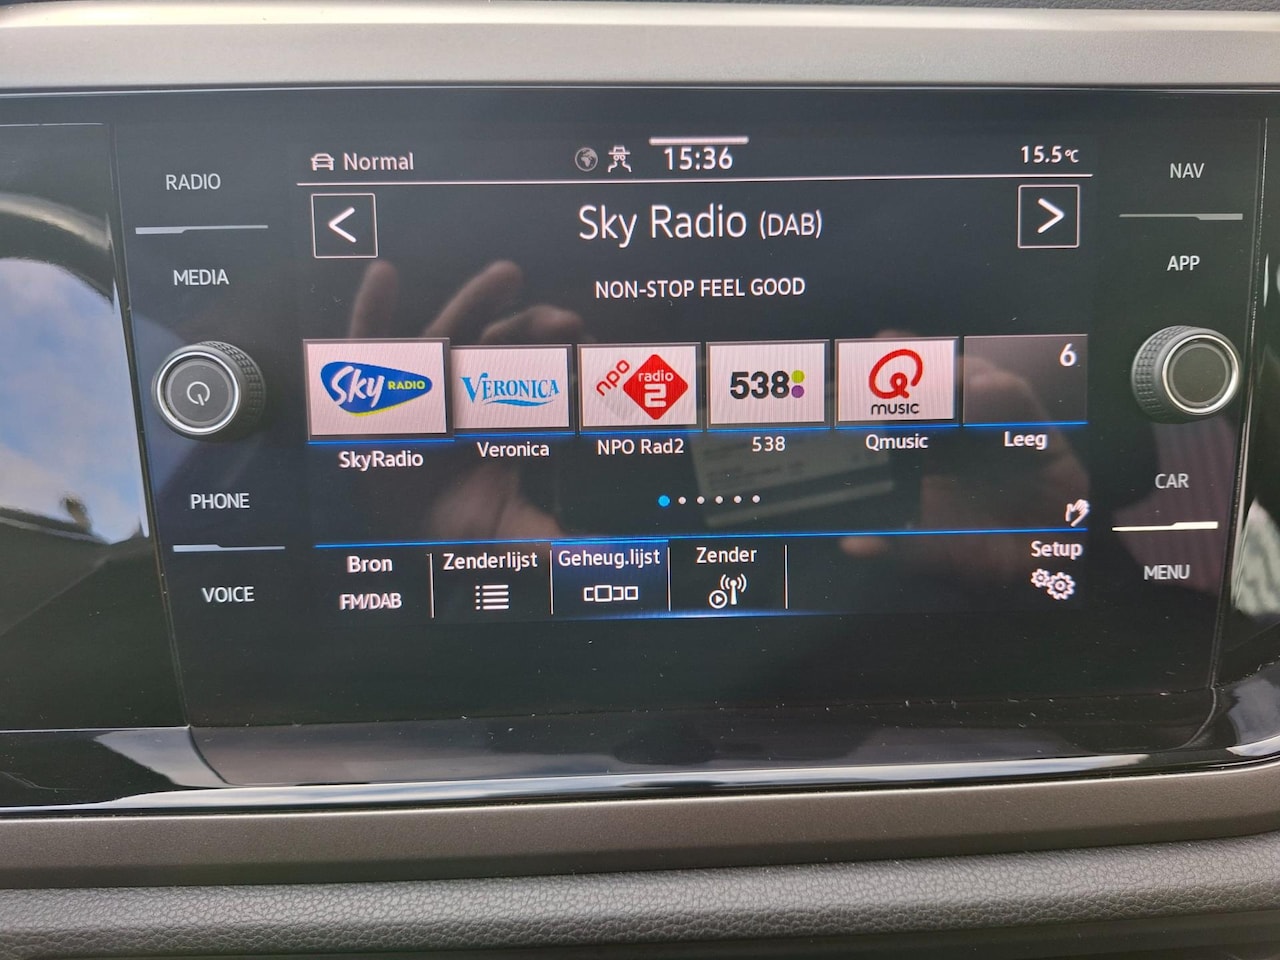 RADIO
MEDIA
PHONE
VOICE
Normal
15:36
15.5°C
<
Sky Radio (DAB)
>
NON-STOP FEEL GOOD
Sky RADIO
VERONICA
npo radio 2
538
Q MUSIC
6
SkyRadio
Veronica
NPO Rad2
538
Qmusic
Leeg
Bron
FM/DAB
Zenderlijst
Geheug.lijst
Zender
Setup
NAV
APP
CAR
MENU